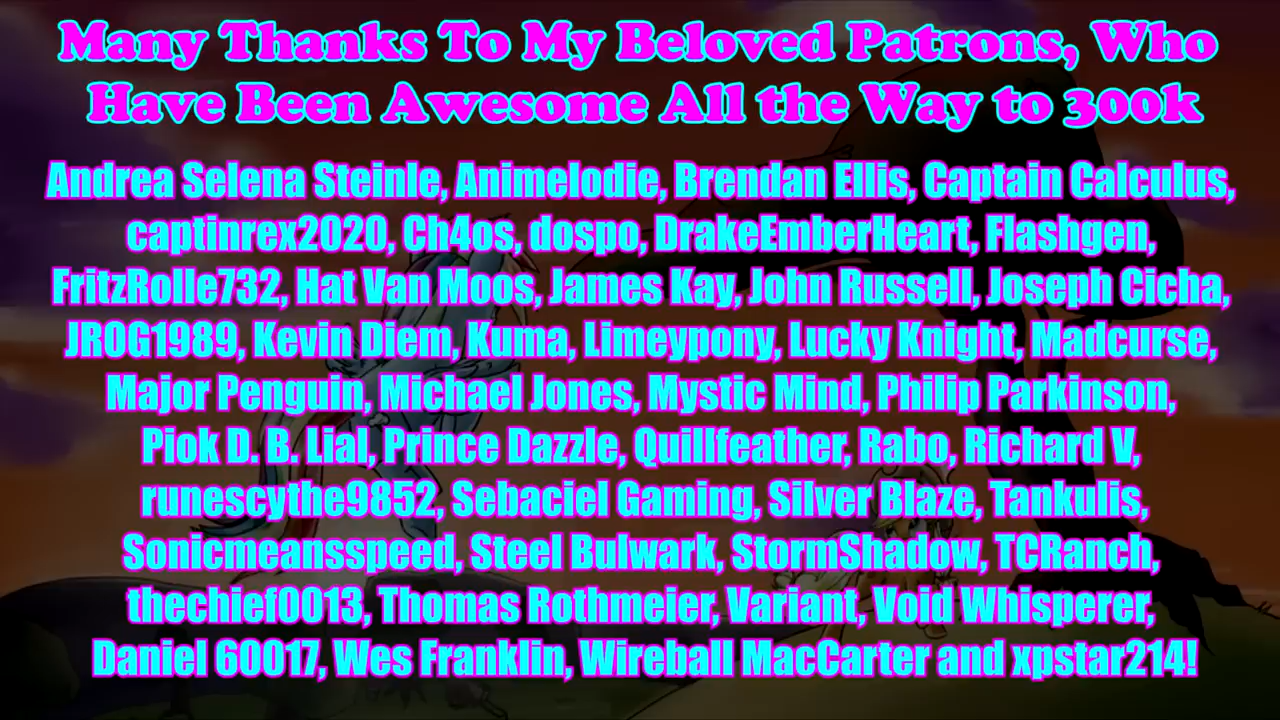 Many Thanks To My Beloved Patrons, Who
Have Been Awesome All the Way to 300k
Andrea Selena Steinle, Animelodie, Brendan Ellis, Captain Calculus,
captinrex2020, Ch4os, dospo, DrakeEmberHeart, Flashgen,
FritzRolle732, Hat Van Moos, James Kay, John Russell, Joseph Cicha,
JROG1989, Kevin Diem, Kuma, Limeypony, Lucky Knight, Madcurse,
Major Penguin, Michael Jones, Mystic Mind, Philip Parkinson,
Piok D. B. Lial, Prince Dazzle, Quillfeather, Rabo, Richard V,
runescythe9852, Sebaciel Gaming, Silver Blaze, Tankulis,
Sonicmeansspeed, Steel Bulwark, StormShadow, TCRanch,
thechief0013, Thomas Rothmeier, Variant, Void Whisperer,
Daniel 60017, Wes Franklin, Wireball MacCarter and xpstar214!